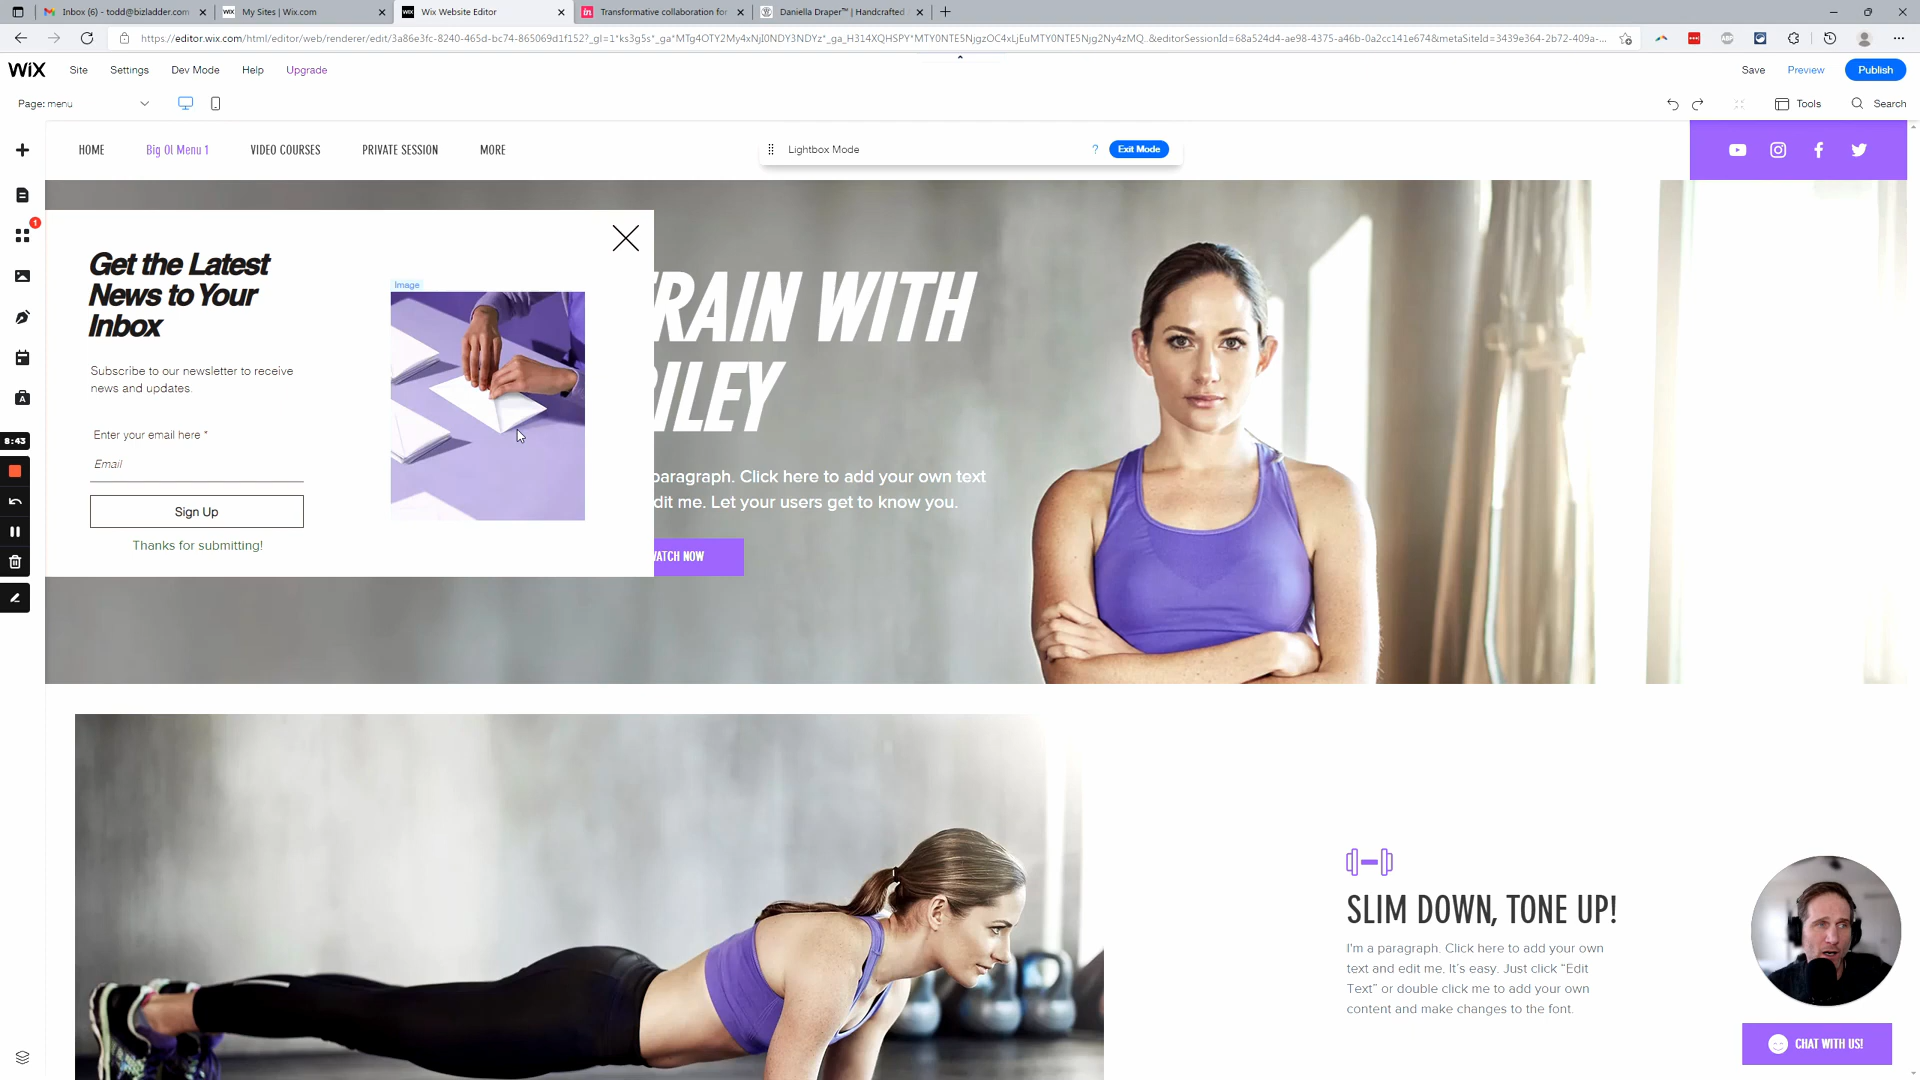 Inbox (6) - todd@bizladder.com
My Sites | Wix.com
Wix Website Editor
Transformative collaboration for
Daniella Draper™ | Handcrafted
WiX
Site
Settings
Dev Mode
Help
Upgrade
Save
Preview
Publish
Page: menu
Tools
Search
HOME
Big Ol Menu 1
VIDEO COURSES
PRIVATE SESSION
MORE
Lightbox Mode
?
Exit Mode
1
Get the Latest
News to Your
Inbox
Subscribe to our newsletter to receive
news and updates.
Enter your email here *
Email
Sign Up
Thanks for submitting!
Image
RAIN WITH
ILEY
paragraph. Click here to add your own text
dit me. Let your users get to know you.
WATCH NOW
8:43
SLIM DOWN, TONE UP!
I'm a paragraph. Click here to add your own
text and edit me. It's easy. Just click “Edit
Text” or double click me to add your own
content and make changes to the font.
CHAT WITH US!